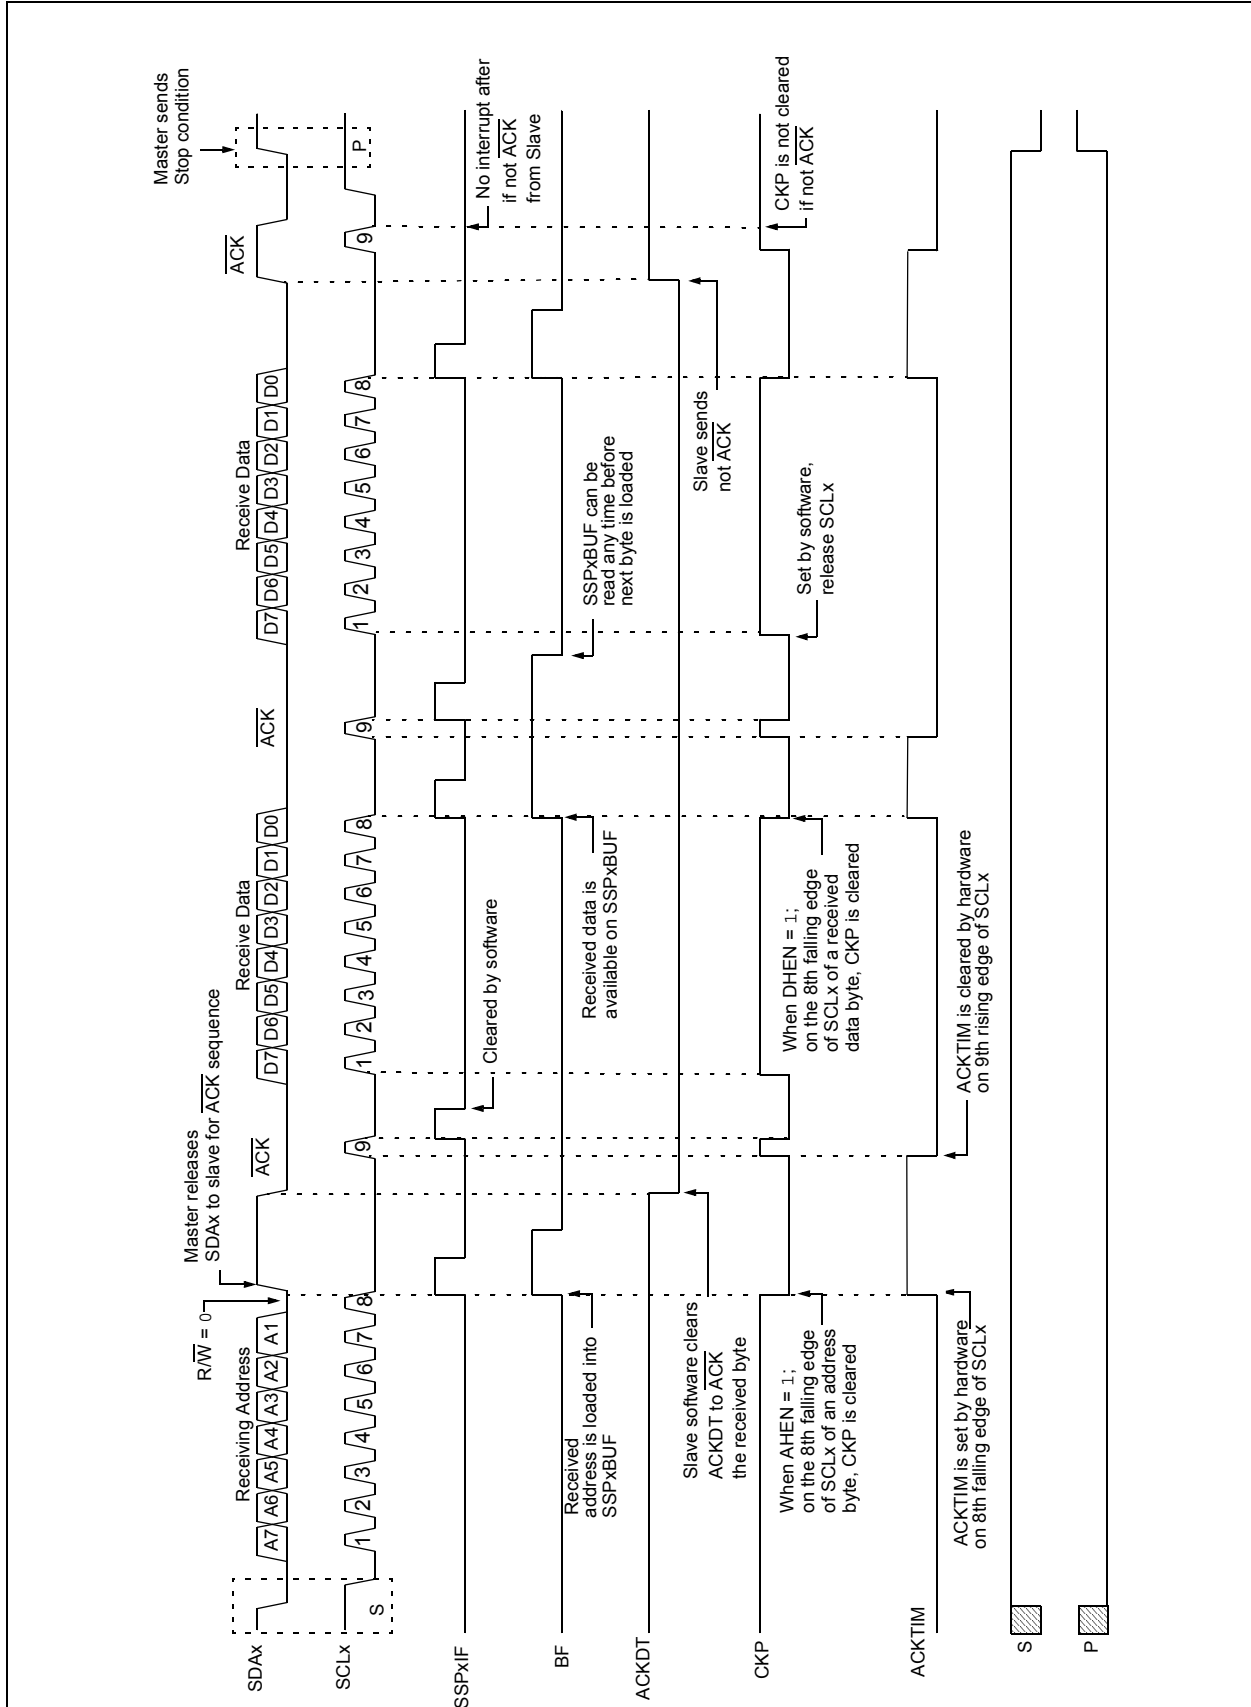 Master sends
Stop condition
Master releases
SDAx to slave for ACK sequence
R/W = 0
Receiving Address
ACK
Receive Data
ACK
Receive Data
ACK
SDAx
A7 A6 A5 A4 A3 A2 A1
D7 D6 D5 D4 D3 D2 D1 D0
D7 D6 D5 D4 D3 D2 D1 D0
SCLx
S
1 2 3 4 5 6 7 8 9
1 2 3 4 5 6 7 8 9
1 2 3 4 5 6 7 8 9
P
SSPxIF
Cleared by software
No interrupt after
if not ACK
from Slave
BF
Received
address is loaded into
SSPxBUF
Received data is
available on SSPxBUF
SSPxBUF can be
read any time before
next byte is loaded
ACKDT
Slave software clears
ACKDT to ACK
the received byte
Slave sends
not ACK
CKP
When AHEN = 1;
on the 8th falling edge
of SCLx of an address
byte, CKP is cleared
When DHEN = 1;
on the 8th falling edge
of SCLx of a received
data byte, CKP is cleared
Set by software,
release SCLx
CKP is not cleared
if not ACK
ACKTIM
ACKTIM is set by hardware
on 8th falling edge of SCLx
ACKTIM is cleared by hardware
on 9th rising edge of SCLx
S
P